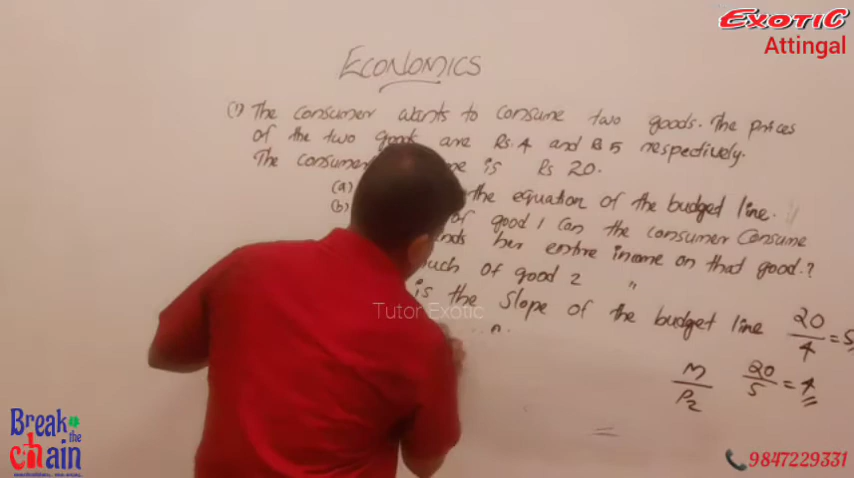 EXOTIC
Attingal
ECONOMICS
(1) The consumer wants to consume two goods. The prices
of the two goods are Rs. 4 and Rs 5 respectively.
The consumer me is Rs 20.
(a) the equation of the budget line.
(b) of good 1 can the consumer Consume
nds her entire income on that good.?
uch of good 2 "
is the slope of the budget line
20/4 = 5
M/P2 20/5 = 4
=
Tutor Exotic
Break the chain
9847229331